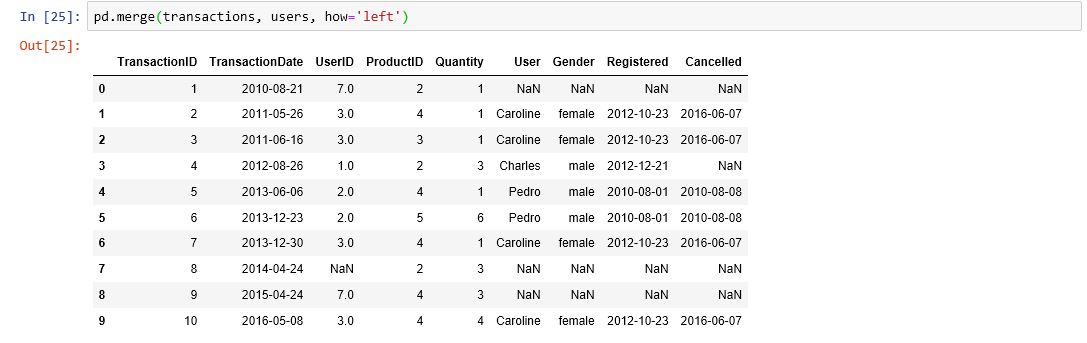 In [25]: pd.merge(transactions, users, how='left')
Out[25]:
TransactionID TransactionDate UserID ProductID Quantity User Gender Registered Cancelled
0 1 2010-08-21 7.0 2 1 NaN NaN NaN NaN
1 2 2011-05-26 3.0 4 1 Caroline female 2012-10-23 2016-06-07
2 3 2011-06-16 3.0 3 1 Caroline female 2012-10-23 2016-06-07
3 4 2012-08-26 1.0 2 3 Charles male 2012-12-21 NaN
4 5 2013-06-06 2.0 4 1 Pedro male 2010-08-01 2010-08-08
5 6 2013-12-23 2.0 5 6 Pedro male 2010-08-01 2010-08-08
6 7 2013-12-30 3.0 4 1 Caroline female 2012-10-23 2016-06-07
7 8 2014-04-24 NaN 2 3 NaN NaN NaN NaN
8 9 2015-04-24 7.0 4 3 NaN NaN NaN NaN
9 10 2016-05-08 3.0 4 4 Caroline female 2012-10-23 2016-06-07